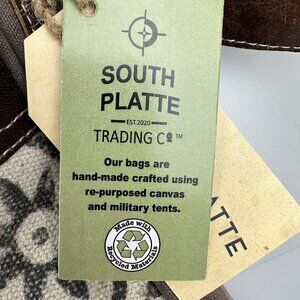 SOUTH
PLATTE
EST.2020
TRADING Co™
Our bags are
hand-made crafted using
re-purposed canvas
and military tents.
Made with
Recycled Materials
PLATTE